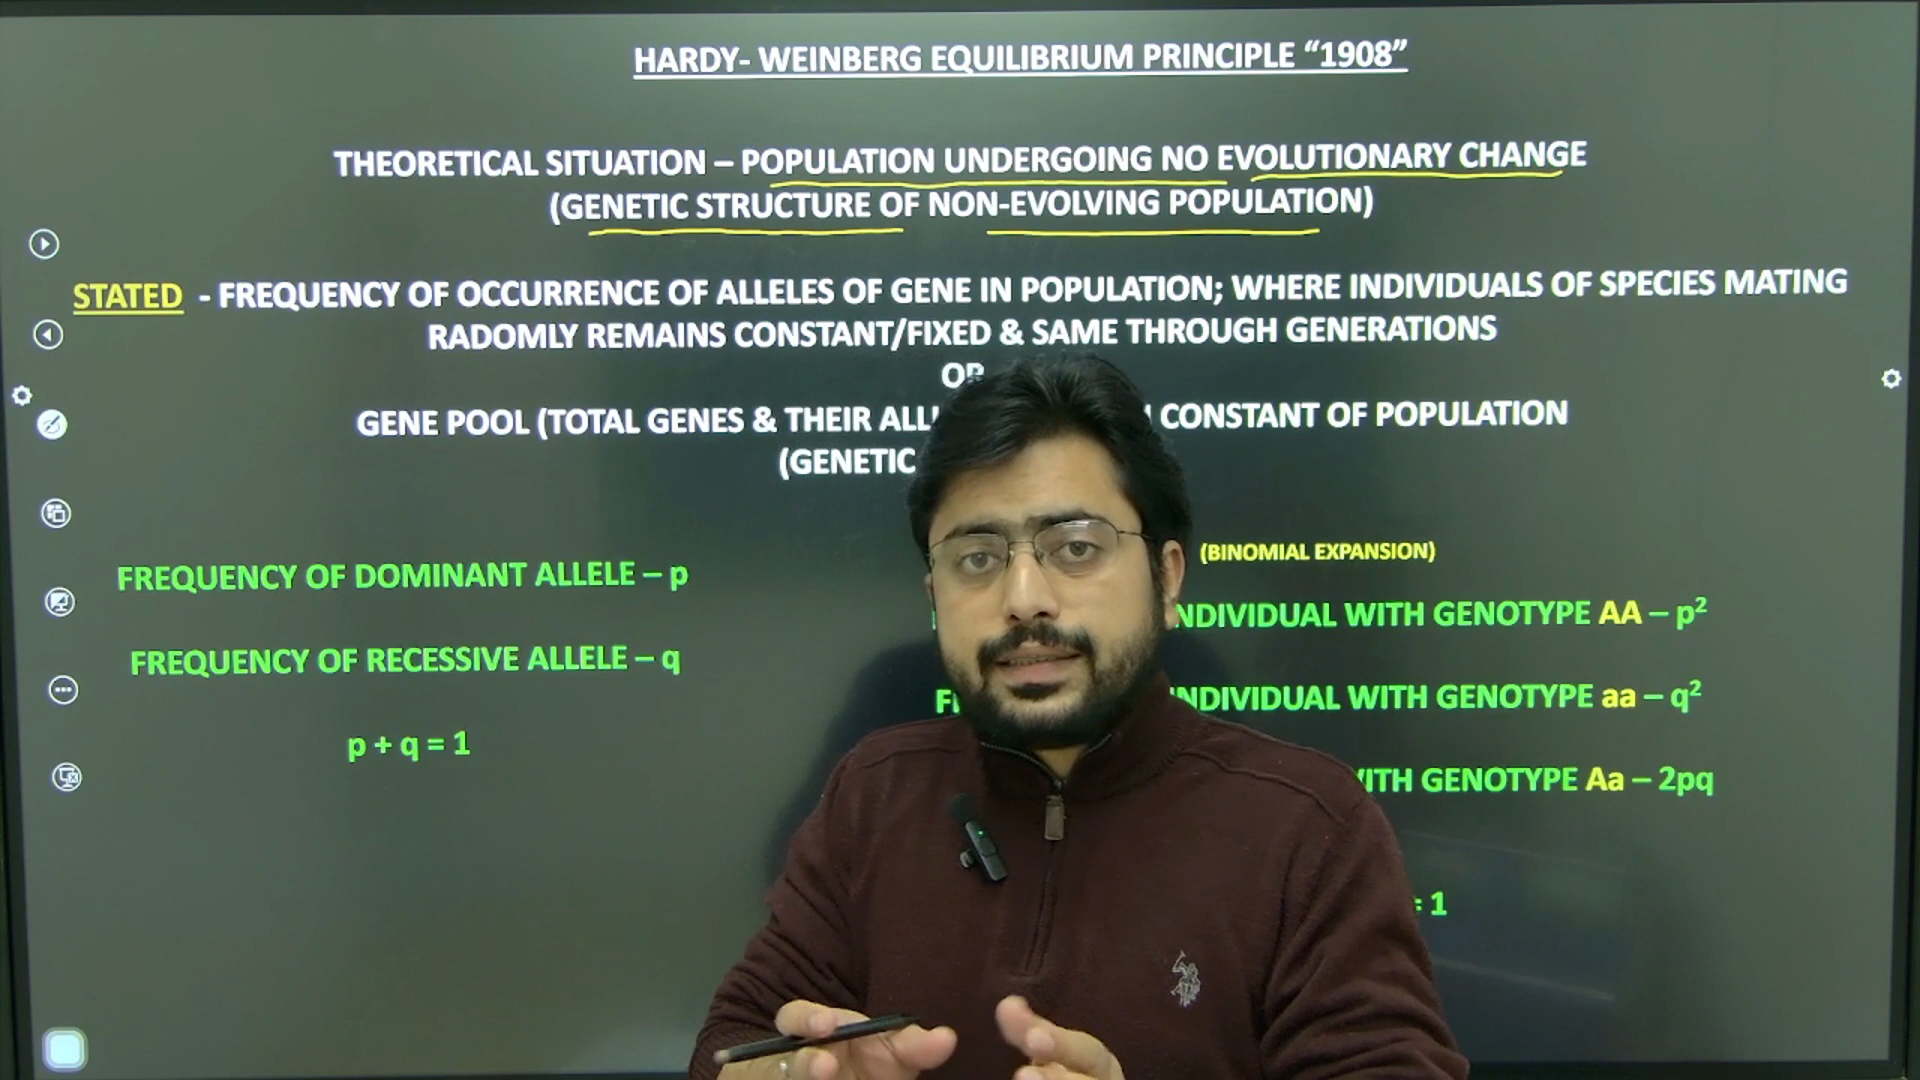 HARDY- WEINBERG EQUILIBRIUM PRINCIPLE “1908”
THEORETICAL SITUATION – POPULATION UNDERGOING NO EVOLUTIONARY CHANGE
(GENETIC STRUCTURE OF NON-EVOLVING POPULATION)
STATED - FREQUENCY OF OCCURRENCE OF ALLELES OF GENE IN POPULATION; WHERE INDIVIDUALS OF SPECIES MATING
RADOMLY REMAINS CONSTANT/FIXED & SAME THROUGH GENERATIONS
OR
GENE POOL (TOTAL GENES & THEIR CONSTANT OF POPULATION
(GENETIC
FREQUENCY OF DOMINANT ALLELE – p
FREQUENCY OF RECESSIVE ALLELE – q
p + q = 1
(BINOMIAL EXPANSION)
NDIVIDUAL WITH GENOTYPE AA – p²
NDIVIDUAL WITH GENOTYPE aa – q²
WITH GENOTYPE Aa – 2pq
= 1